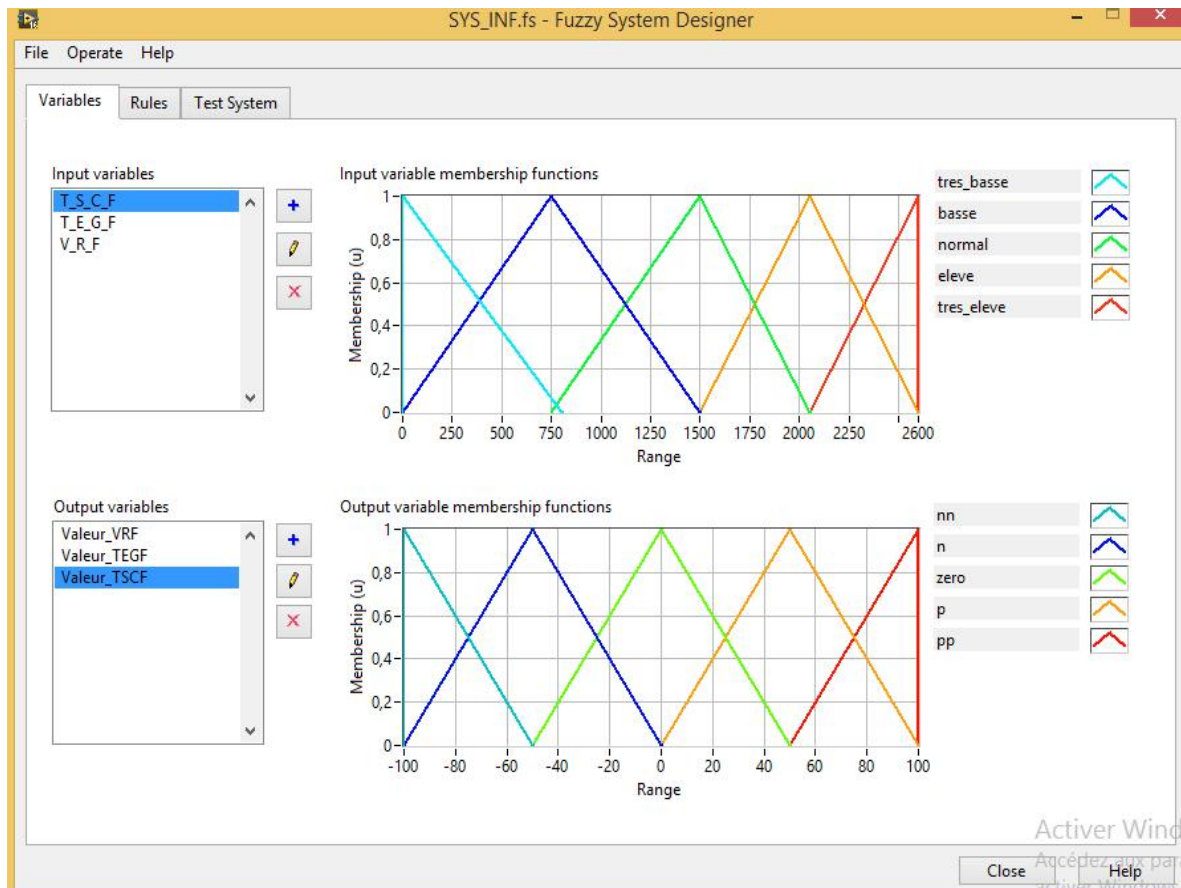 SYS_INF.fs - Fuzzy System Designer
File Operate Help
Variables Rules Test System
Input variables
T_S_C_F
T_E_G_F
V_R_F
Input variable membership functions
1
0,8
0,6
0,4
0,2
0
Membership (u)
0 250 500 750 1000 1250 1500 1750 2000 2250 2600
Range
tres_basse
basse
normal
eleve
tres_eleve
Output variables
Valeur_VRF
Valeur_TEGF
Valeur_TSCF
Output variable membership functions
1
0,8
0,6
0,4
0,2
0
Membership (u)
-100 -80 -60 -40 -20 0 20 40 60 80 100
Range
nn
n
zero
p
pp
Activer Wind
Accédez aux par
activer Windows
Close Help